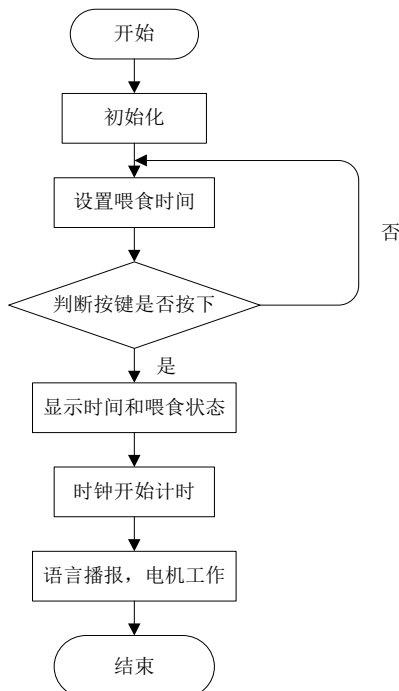 开始
初始化
设置喂食时间
否
判断按键是否按下
是
显示时间和喂食状态
时钟开始计时
语言播报，电机工作
结束